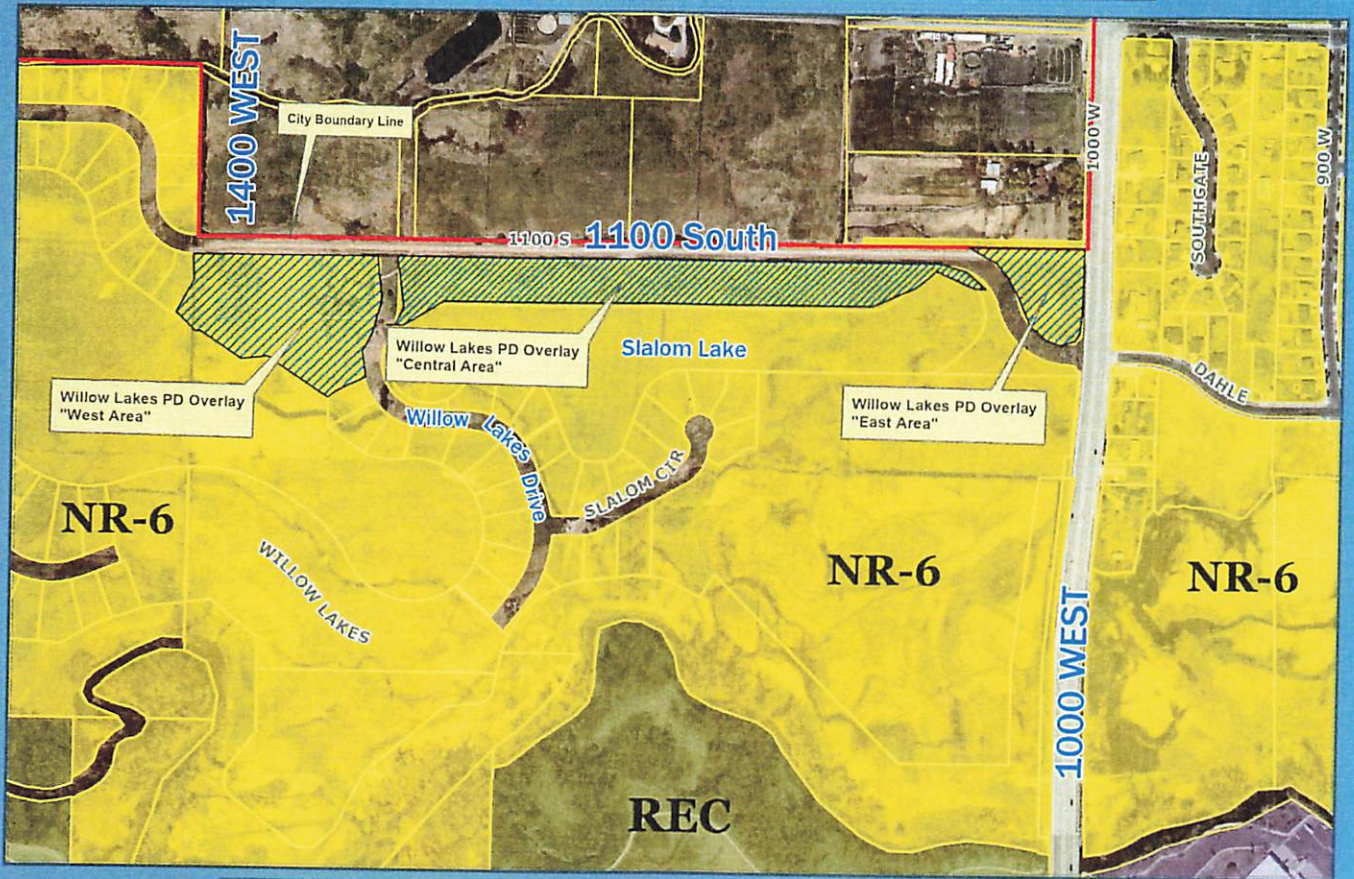 1400 WEST
City Boundary Line
1000 W
SOUTHGATE
900 W
1100 S
1100 South
Willow Lakes PD Overlay
"West Area"
Willow Lakes PD Overlay
"Central Area"
Slalom Lake
Willow Lakes PD Overlay
"East Area"
DAHLE
Willow Lakes Drive
SLALOM CIR
NR-6
WILLOW LAKES
NR-6
NR-6
1000 WEST
REC